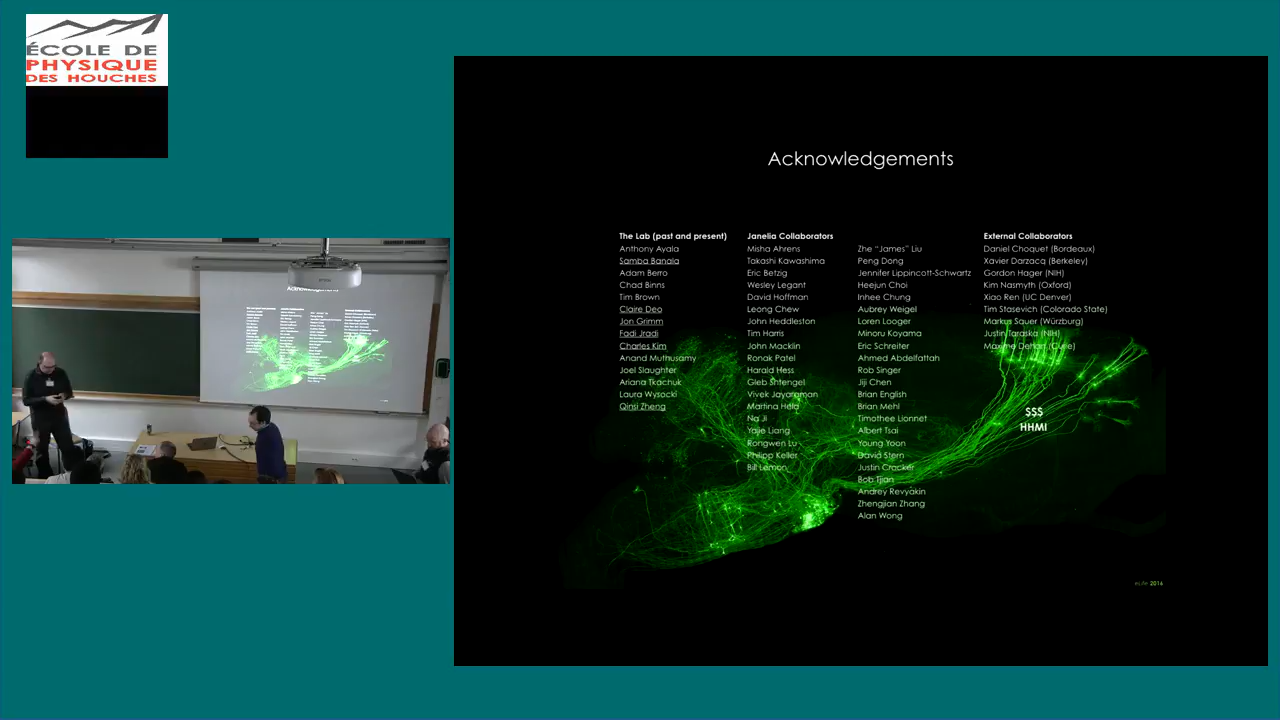 ÉCOLE DE
PHYSIQUE
DES HOUCHES
Acknowledgements
The Lab (past and present)
Anthony Ayala
Samba Banala
Adam Berro
Chad Binns
Tim Brown
Claire Deo
Jon Grimm
Fadi Jradi
Charles Kim
Anand Muthusamy
Joel Slaughter
Ariana Tkachuk
Laura Wysocki
Qinsi Zheng
Janelia Collaborators
Misha Ahrens
Takashi Kawashima
Eric Betzig
Wesley Legant
David Hoffman
Leong Chew
John Heddleston
Tim Harris
John Macklin
Ronak Patel
Harald Hess
Gleb Shtengel
Vivek Jayaraman
Martina Held
Na Ji
Yajie Liang
Rongwen Lu
Philipp Keller
Bill Lemon
Zhe “James” Liu
Peng Dong
Jennifer Lippincott-Schwartz
Heejun Choi
Inhee Chung
Aubrey Weigel
Loren Looger
Minoru Koyama
Eric Schreiter
Ahmed Abdelfattah
Rob Singer
Jiji Chen
Brian English
Brian Mehl
Timothee Lionnet
Albert Tsai
Young Yoon
David Stern
Justin Crocker
Bob Tjian
Andrey Revyakin
Zhengjian Zhang
Alan Wong
External Collaborators
Daniel Choquet (Bordeaux)
Xavier Darzacq (Berkeley)
Gordon Hager (NIH)
Kim Nasmyth (Oxford)
Xiao Ren (UC Denver)
Tim Stasevich (Colorado State)
Markus Sauer (Würzburg)
Justin Taraska (NIH)
Maxime Dahan (Curie)
$$$
HHMI
eLife 2016
Acknowledgements